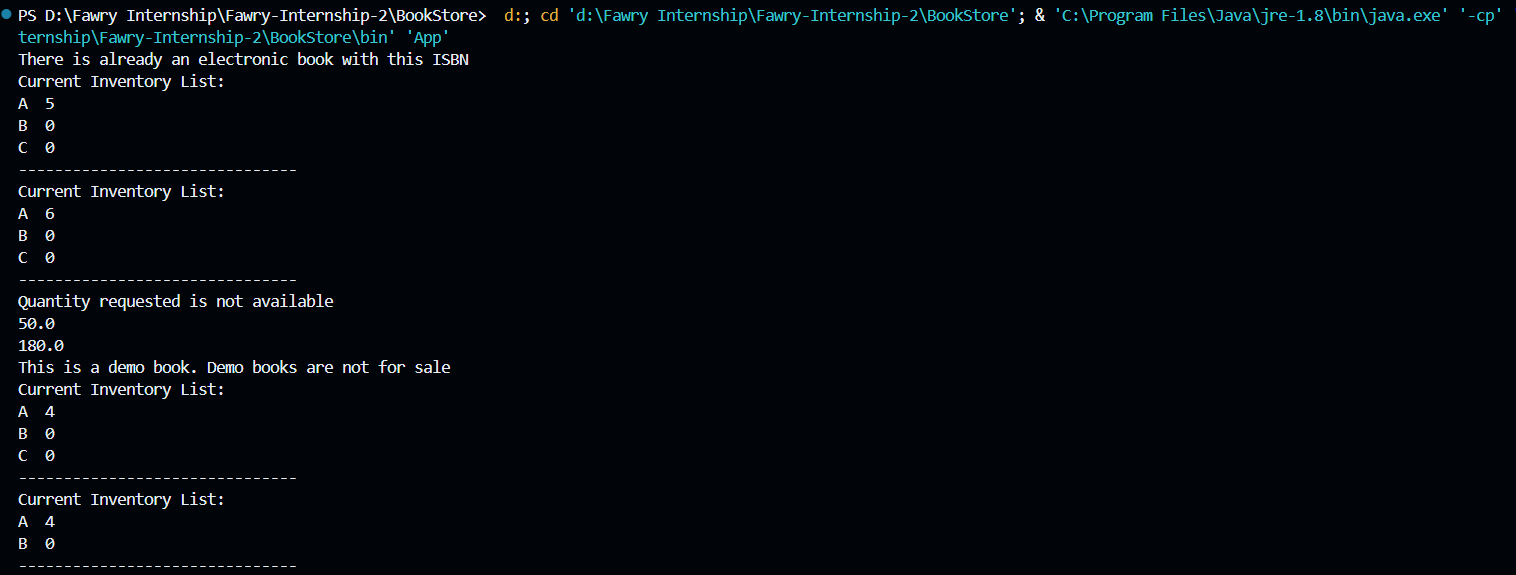 PS D:\Fawry Internship\Fawry-Internship-2\BookStore>  d:; cd 'd:\Fawry Internship\Fawry-Internship-2\BookStore'; & 'C:\Program Files\Java\jre-1.8\bin\java.exe' '-cp'
ternship\Fawry-Internship-2\BookStore\bin' 'App'
There is already an electronic book with this ISBN
Current Inventory List:
A  5
B  0
C  0
-------------------------------
Current Inventory List:
A  6
B  0
C  0
-------------------------------
Quantity requested is not available
50.0
180.0
This is a demo book. Demo books are not for sale
Current Inventory List:
A  4
B  0
C  0
-------------------------------
Current Inventory List:
A  4
B  0
-------------------------------